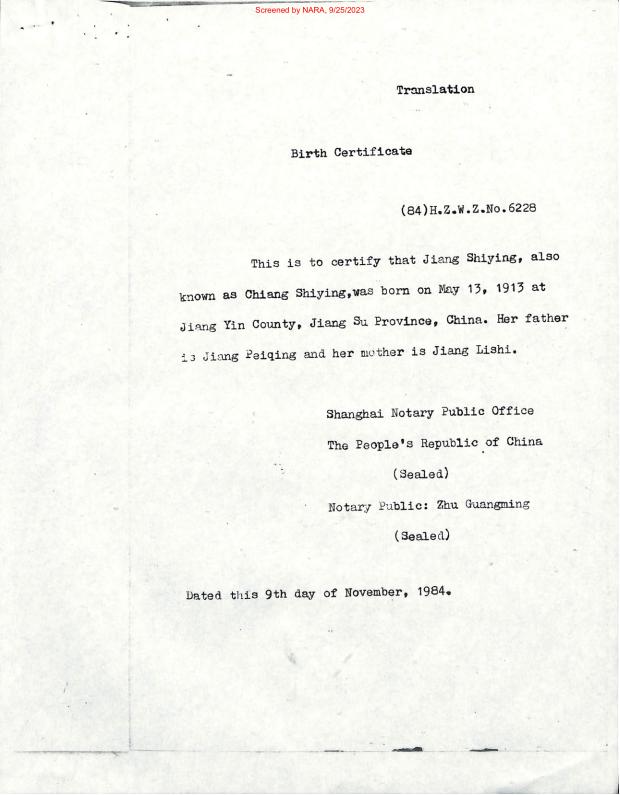 Screened by NARA, 9/25/2023
Translation
Birth Certificate
(84)H.Z.W.Z.No.6228
This is to certify that Jiang Shiying, also
known as Chiang Shiying,was born on May 13, 1913 at
Jiang Yin County, Jiang Su Province, China. Her father
is Jiang Peiqing and her mother is Jiang Lishi.
Shanghai Notary Public Office
The People's Republic of China
(Sealed)
Notary Public: Zhu Guangming
(Sealed)
Dated this 9th day of November, 1984.